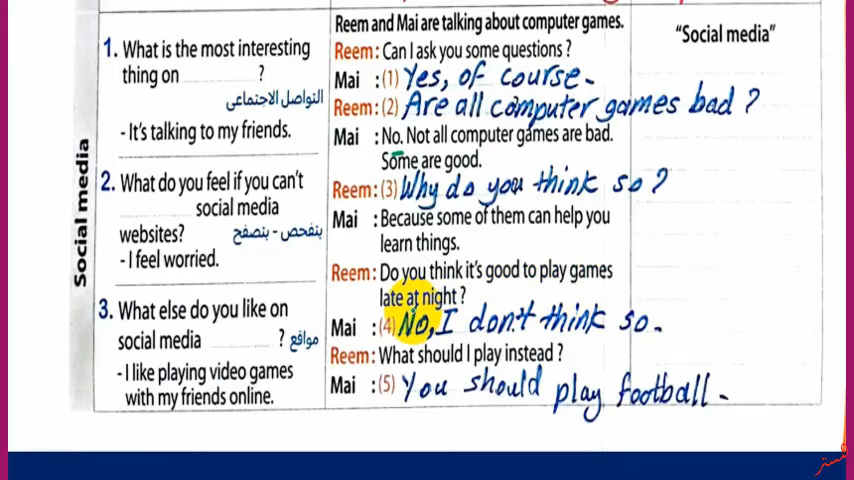 Social media
1. What is the most interesting
thing on ?
التواصل الاجتماعى
- It's talking to my friends.
2. What do you feel if you can't
social media
websites? بنفحص - بنصفح
- I feel worried.
3. What else do you like on
social media ? مواقع
- I like playing video games
with my friends online.
Reem and Mai are talking about computer games.
Reem: Can I ask you some questions ?
Mai : (1) Yes, of course.
Reem: (2) Are all computer games bad ?
Mai : No. Not all computer games are bad.
Some are good.
Reem: (3) Why do you think so ?
Mai : Because some of them can help you
learn things.
Reem: Do you think it's good to play games
late at night ?
Mai : (4) No, I don't think so.
Reem: What should I play instead ?
Mai : (5) You should play football.
"Social media"